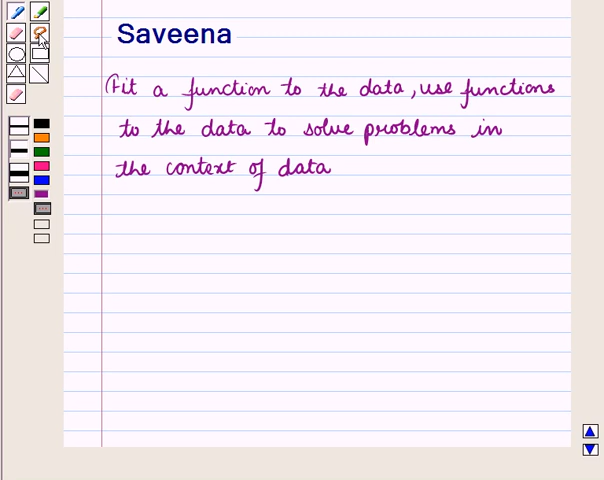 Saveena
Fit a function to the data, use functions
to the data to solve problems in
the context of data